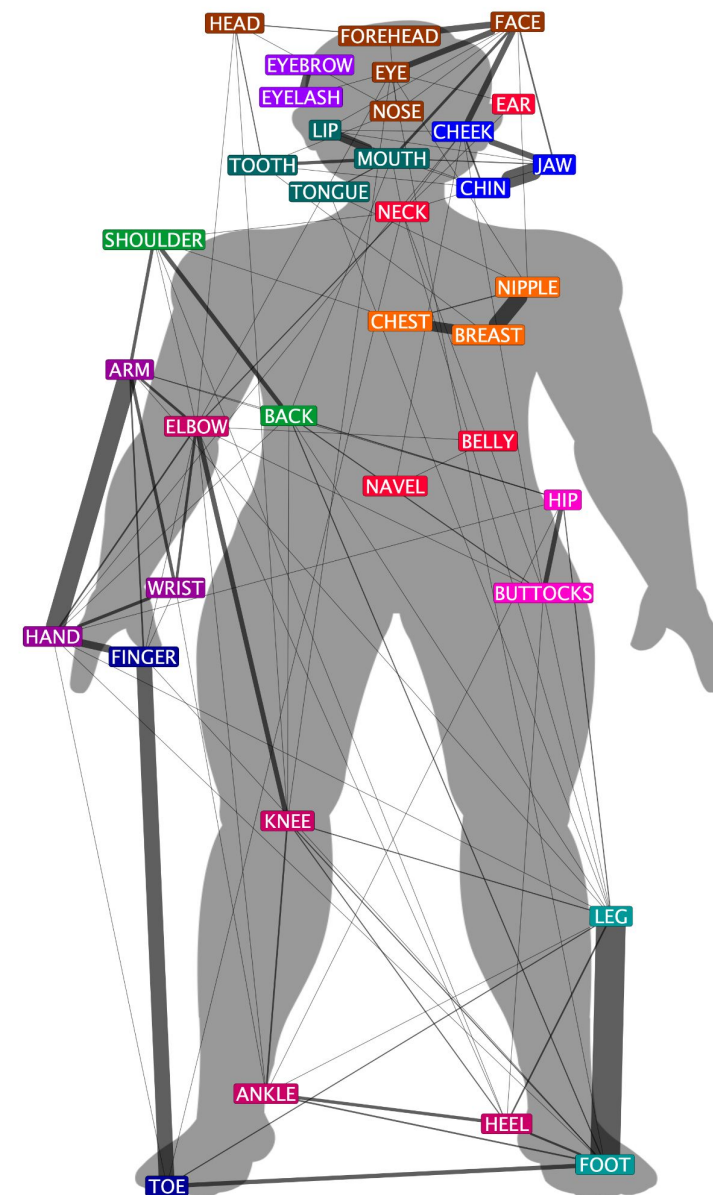 HEAD
FACE
FOREHEAD
EYEBROW
EYE
EYELASH
EAR
NOSE
LIP
CHEEK
MOUTH
TOOTH
JAW
TONGUE
CHIN
NECK
SHOULDER
NIPPLE
CHEST
BREAST
ARM
BACK
ELBOW
BELLY
NAVEL
HIP
WRIST
BUTTOCKS
HAND
FINGER
KNEE
LEG
ANKLE
HEEL
FOOT
TOE